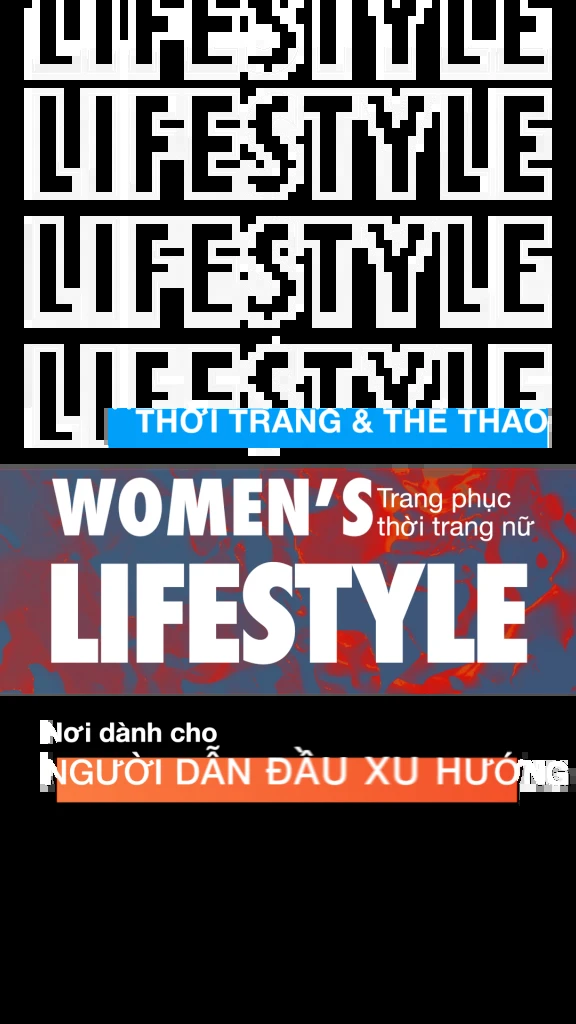 LIFESTYLE
LIFESTYLE
LIFESTYLE
LIFESTYLE
THỜI TRANG & THỂ THAO
WOMEN'S
Trang phục
thời trang nữ
LIFESTYLE
Nơi dành cho
NGƯỜI DẪN ĐẦU XU HƯỚNG